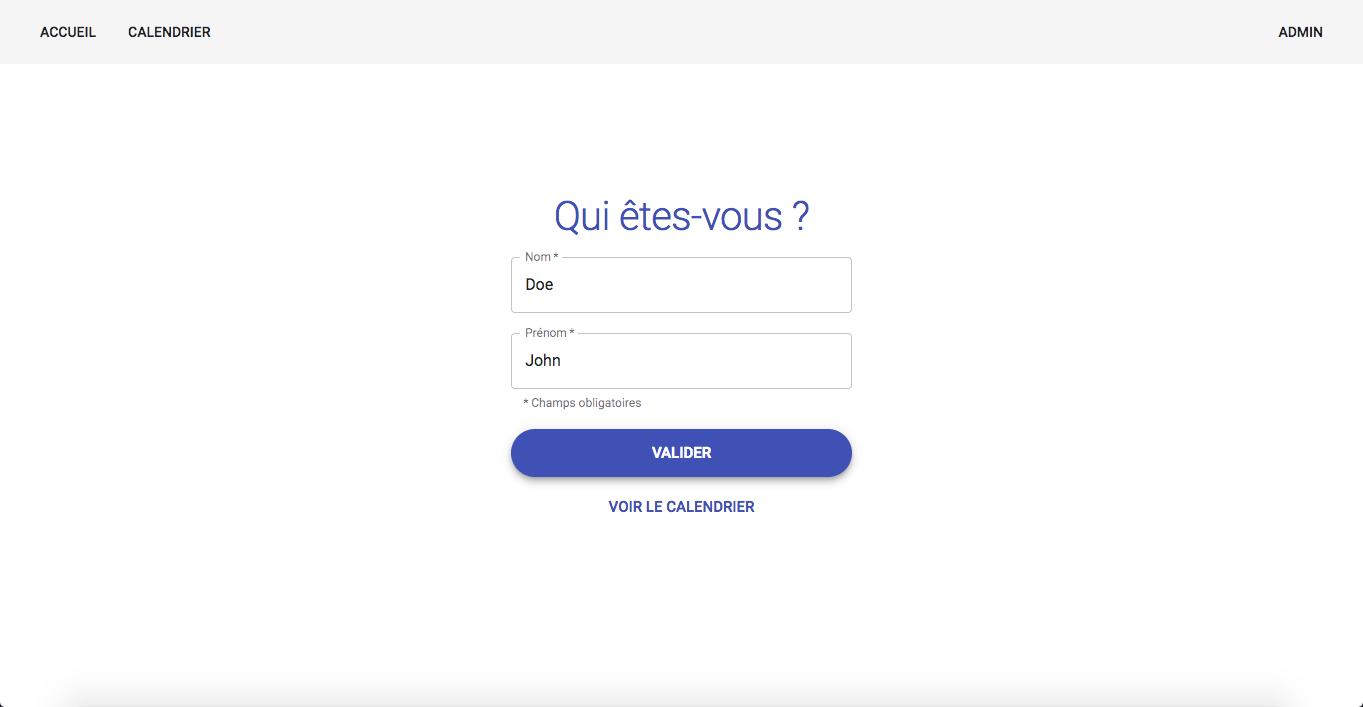 ACCUEIL CALENDRIER ADMIN
Qui êtes-vous ?
Nom *
Doe
Prénom *
John
* Champs obligatoires
VALIDER
VOIR LE CALENDRIER